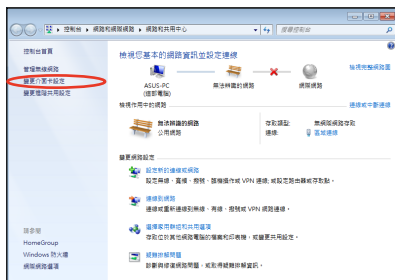 控制台 ▸ 網路和網際網路 ▸ 網路和共用中心
搜尋控制台
控制台首頁
管理無線網路
變更介面卡設定
變更進階共用設定
檢視您基本的網路資訊並設定連線
檢視完整網路圖
ASUS-PC
(這部電腦)
無法辨識的網路
網際網路
檢視作用中的網路
連線或中斷連線
無法辨識的網路
公用網路
存取類型:
無網際網路存取
連線:
區域連線
變更網路設定
設定新的連線或網路
設定無線、寬頻、撥號、臨機操作或 VPN 連線; 或設定路由器或存取點。
連線到網路
連線或重新連線到無線、有線、撥號或 VPN 網路連線。
選擇家用群組和共用選項
存取位於其他網路電腦的檔案和印表機，或變更共用設定。
疑難排解問題
診斷與修復網路問題，或取得疑難排解資訊。
請參閱
HomeGroup
Windows 防火牆
網際網路選項